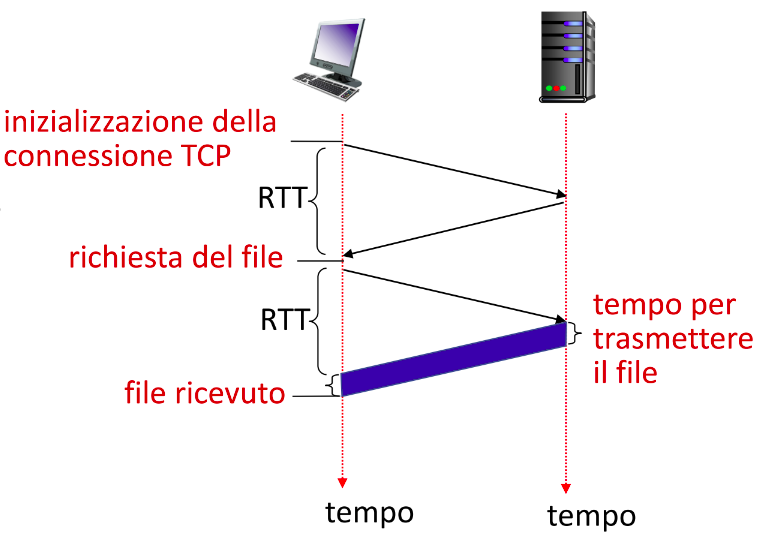 inizializzazione della
connessione TCP
RTT
richiesta del file
RTT
tempo per
trasmettere
il file
file ricevuto
tempo
tempo